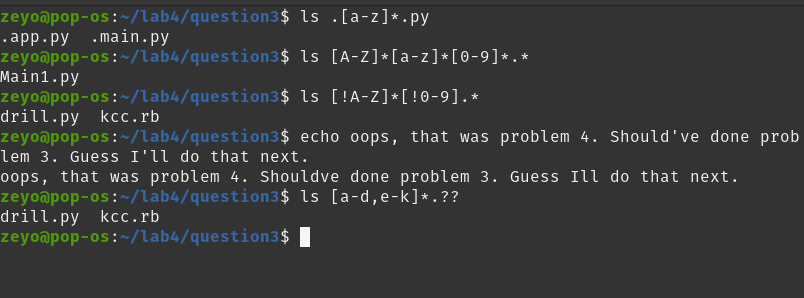 zeyo@pop-os:~/lab4/question3$ ls .[a-z]*.py
.app.py  .main.py
zeyo@pop-os:~/lab4/question3$ ls [A-Z]*[a-z]*[0-9]*.*
Main1.py
zeyo@pop-os:~/lab4/question3$ ls [!A-Z]*[!0-9].*
drill.py  kcc.rb
zeyo@pop-os:~/lab4/question3$ echo oops, that was problem 4. Should've done prob
lem 3. Guess I'll do that next.
oops, that was problem 4. Shouldve done problem 3. Guess Ill do that next.
zeyo@pop-os:~/lab4/question3$ ls [a-d,e-k]*.??
drill.py  kcc.rb
zeyo@pop-os:~/lab4/question3$